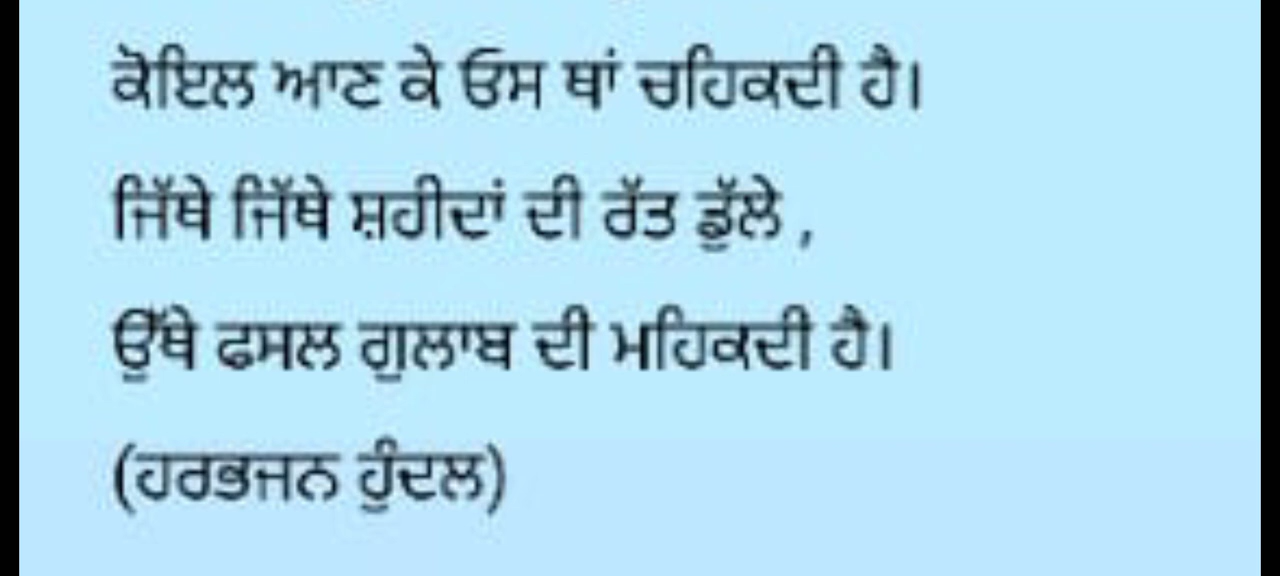 ਕੋਇਲ ਆਣ ਕੇ ਓਸ ਥਾਂ ਚਹਿਕਦੀ ਹੈ।
ਜਿੱਥੇ ਜਿੱਥੇ ਸ਼ਹੀਦਾਂ ਦੀ ਰੱਤ ਡੁੱਲੇ ,
ਉੱਥੇ ਫਸਲ ਗੁਲਾਬ ਦੀ ਮਹਿਕਦੀ ਹੈ।
(ਹਰਭਜਨ ਹੁੰਦਲ)